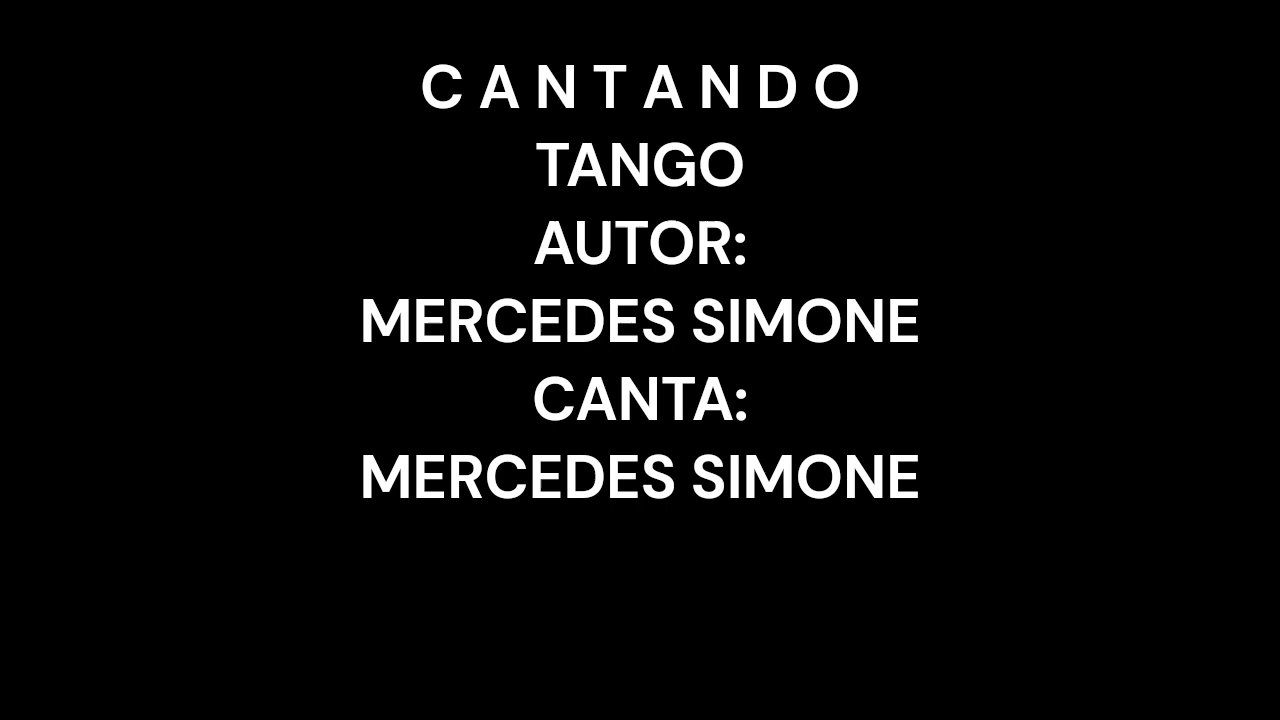 C A N T A N D O
TANGO
AUTOR:
MERCEDES SIMONE
CANTA:
MERCEDES SIMONE